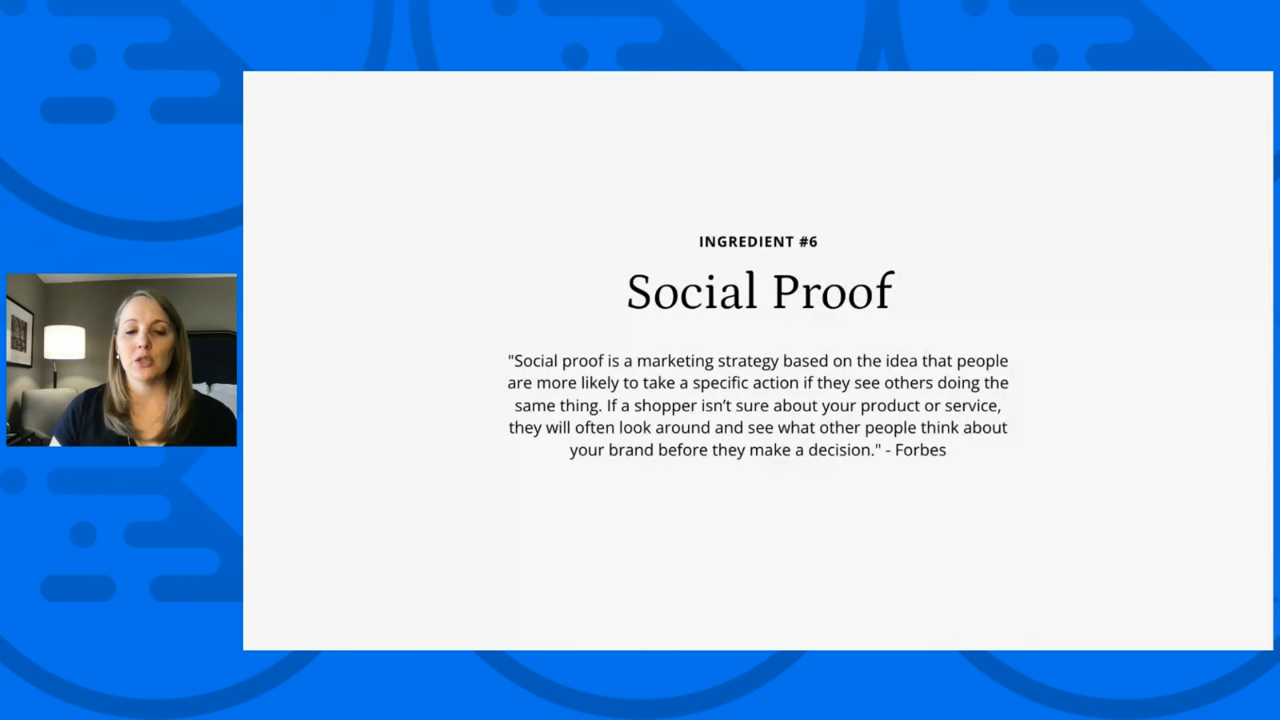 INGREDIENT #6
Social Proof
"Social proof is a marketing strategy based on the idea that people
are more likely to take a specific action if they see others doing the
same thing. If a shopper isn’t sure about your product or service,
they will often look around and see what other people think about
your brand before they make a decision." - Forbes